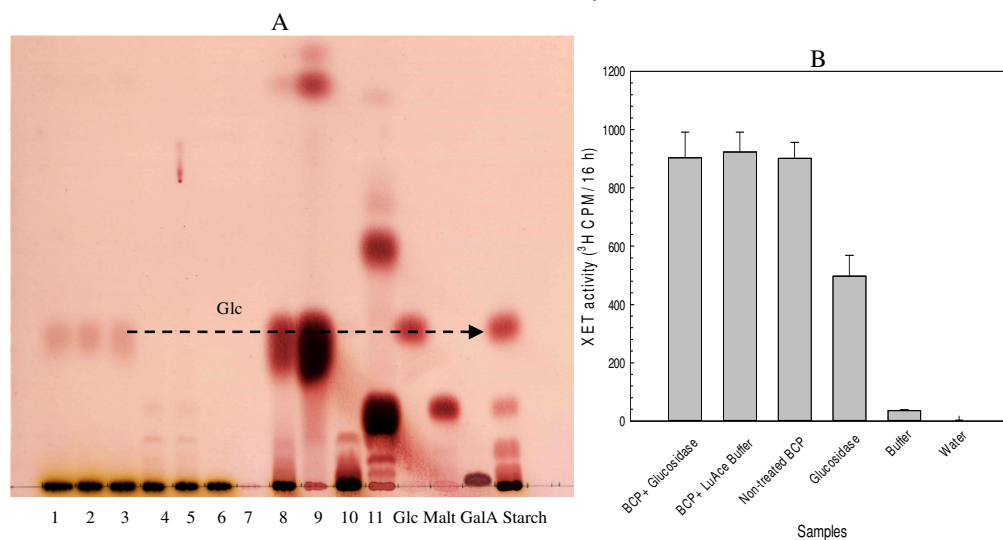 A
Glc
1 2 3 4 5 6 7 8 9 10 11 Glc Malt GalA Starch
B
XET activity (³H CPM/16 h)
1200
1000
800
600
400
200
0
BCP+ Glucosidase
BCP+ LuAce Buffer
Non-treated BCP
Glucosidase
Buffer
Water
Samples